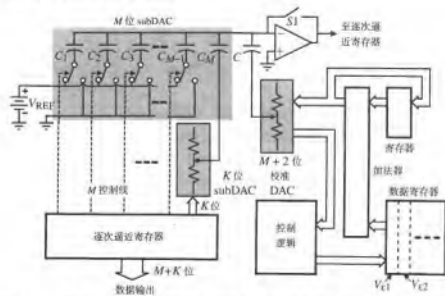 M 位 subDAC
S1
至逐次逼
近寄存器
C1 C2 C3 CM-1 CM C
VREF
M 控制线
K 位
subDAC
K 位
M + 2 位
校准
DAC
寄存器
加法器
数据寄存器
控制
逻辑
逐次逼近寄存器
M+K 位
数据输出
Vε1 Vε2